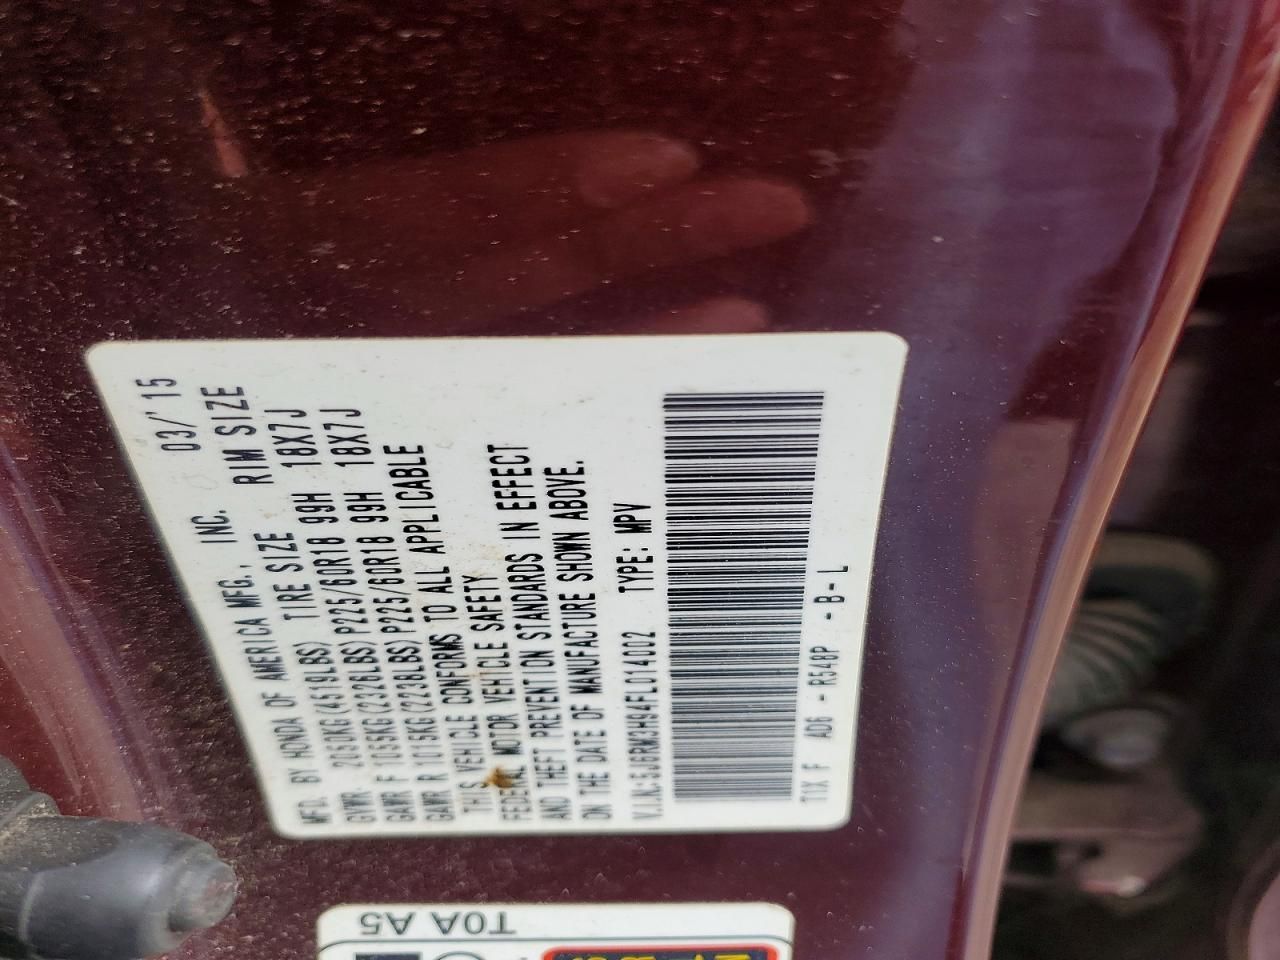 MFD. BY HONDA OF AMERICA MFG., INC. 03/'15
GVWR. 2050KG(4519LBS) TIRE SIZE RIM SIZE
GAWR F 1055KG(2326LBS) P225/60R18 99H 18X7J
GAWR R 1015KG(2238LBS) P225/60R18 99H 18X7J
THIS VEHICLE CONFORMS TO ALL APPLICABLE
FEDERAL MOTOR VEHICLE SAFETY
AND THEFT PREVENTION STANDARDS IN EFFECT
ON THE DATE OF MANUFACTURE SHOWN ABOVE.
V.I.N:5J6RM3H94FL014002 TYPE: MPV
T1X F AD6 - R548P - B - L
T0A A5